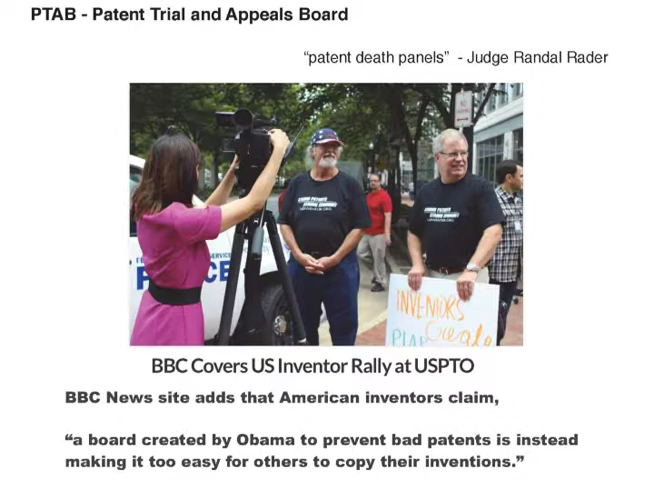 PTAB - Patent Trial and Appeals Board
“patent death panels” - Judge Randal Rader
INVENTORS
Create
PTAB
BBC Covers US Inventor Rally at USPTO
BBC News site adds that American inventors claim,
“a board created by Obama to prevent bad patents is instead
making it too easy for others to copy their inventions.”